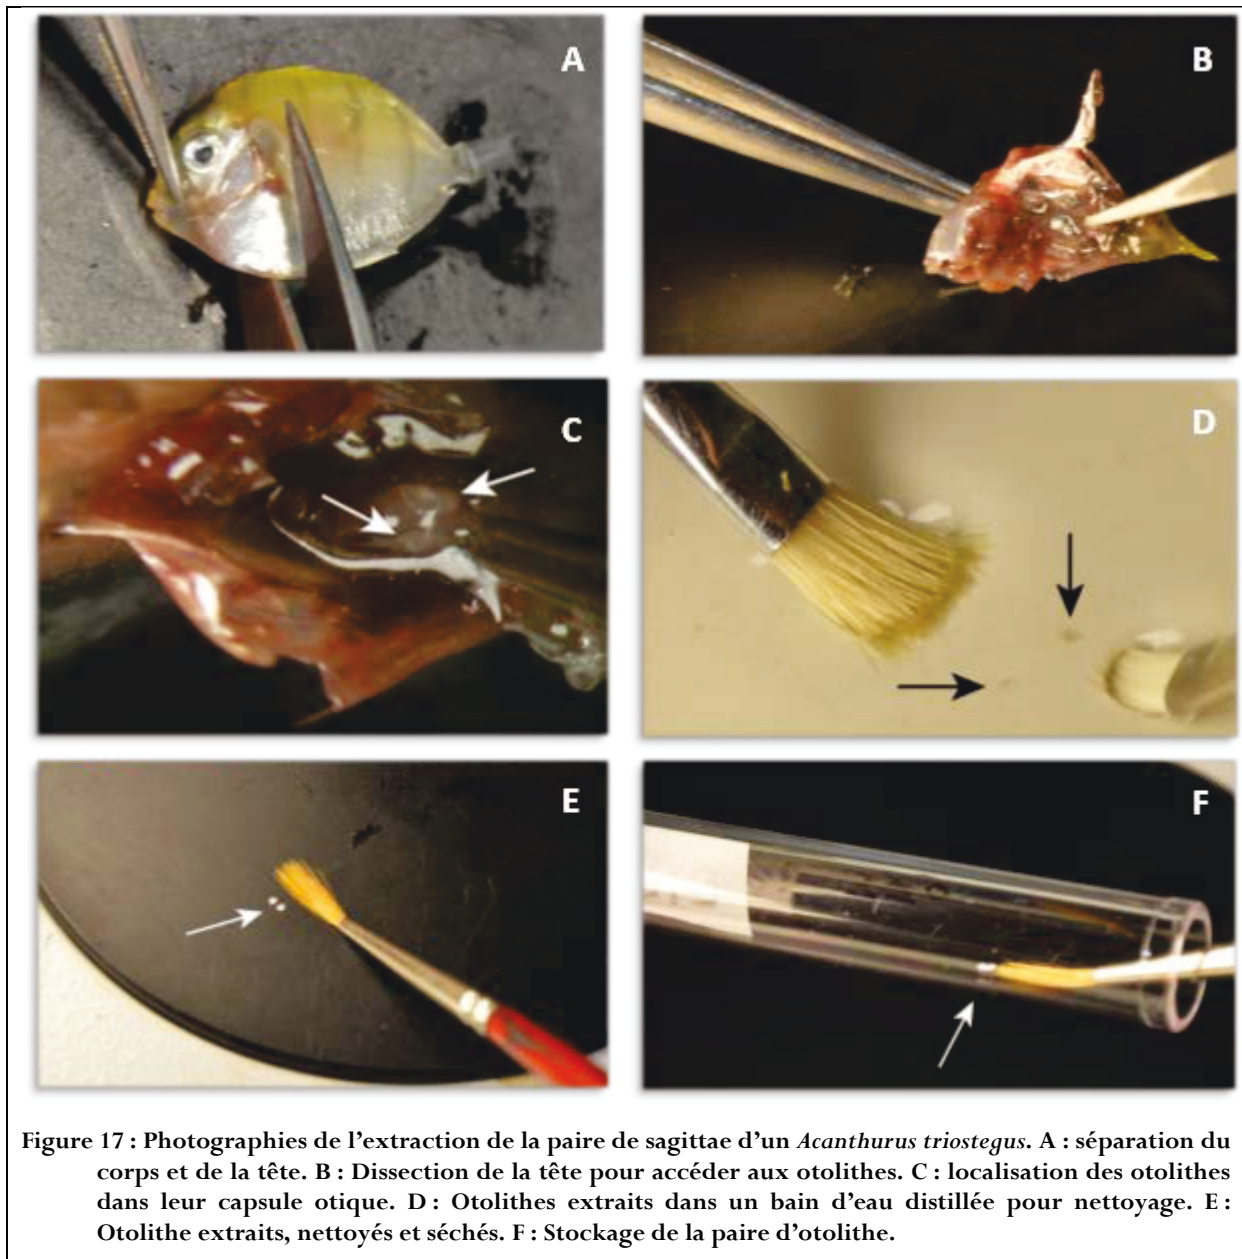 A
B
C
D
E
F
Figure 17 : Photographies de l’extraction de la paire de sagittae d’un Acanthurus triostegus. A : séparation du
corps et de la tête. B : Dissection de la tête pour accéder aux otolithes. C : localisation des otolithes
dans leur capsule otique. D : Otolithes extraits dans un bain d’eau distillée pour nettoyage. E :
Otolithe extraits, nettoyés et séchés. F : Stockage de la paire d’otolithe.